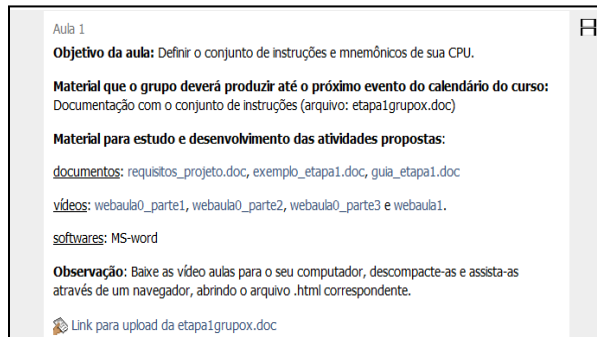 Aula 1
Objetivo da aula: Definir o conjunto de instruções e mnemônicos de sua CPU.
Material que o grupo deverá produzir até o próximo evento do calendário do curso:
Documentação com o conjunto de instruções (arquivo: etapa1grupox.doc)
Material para estudo e desenvolvimento das atividades propostas:
documentos: requisitos_projeto.doc, exemplo_etapa1.doc, guia_etapa1.doc
vídeos: webaula0_parte1, webaula0_parte2, webaula0_parte3 e webaula1.
softwares: MS-word
Observação: Baixe as vídeo aulas para o seu computador, descompacte-as e assista-as
através de um navegador, abrindo o arquivo .html correspondente.
Link para upload da etapa1grupox.doc